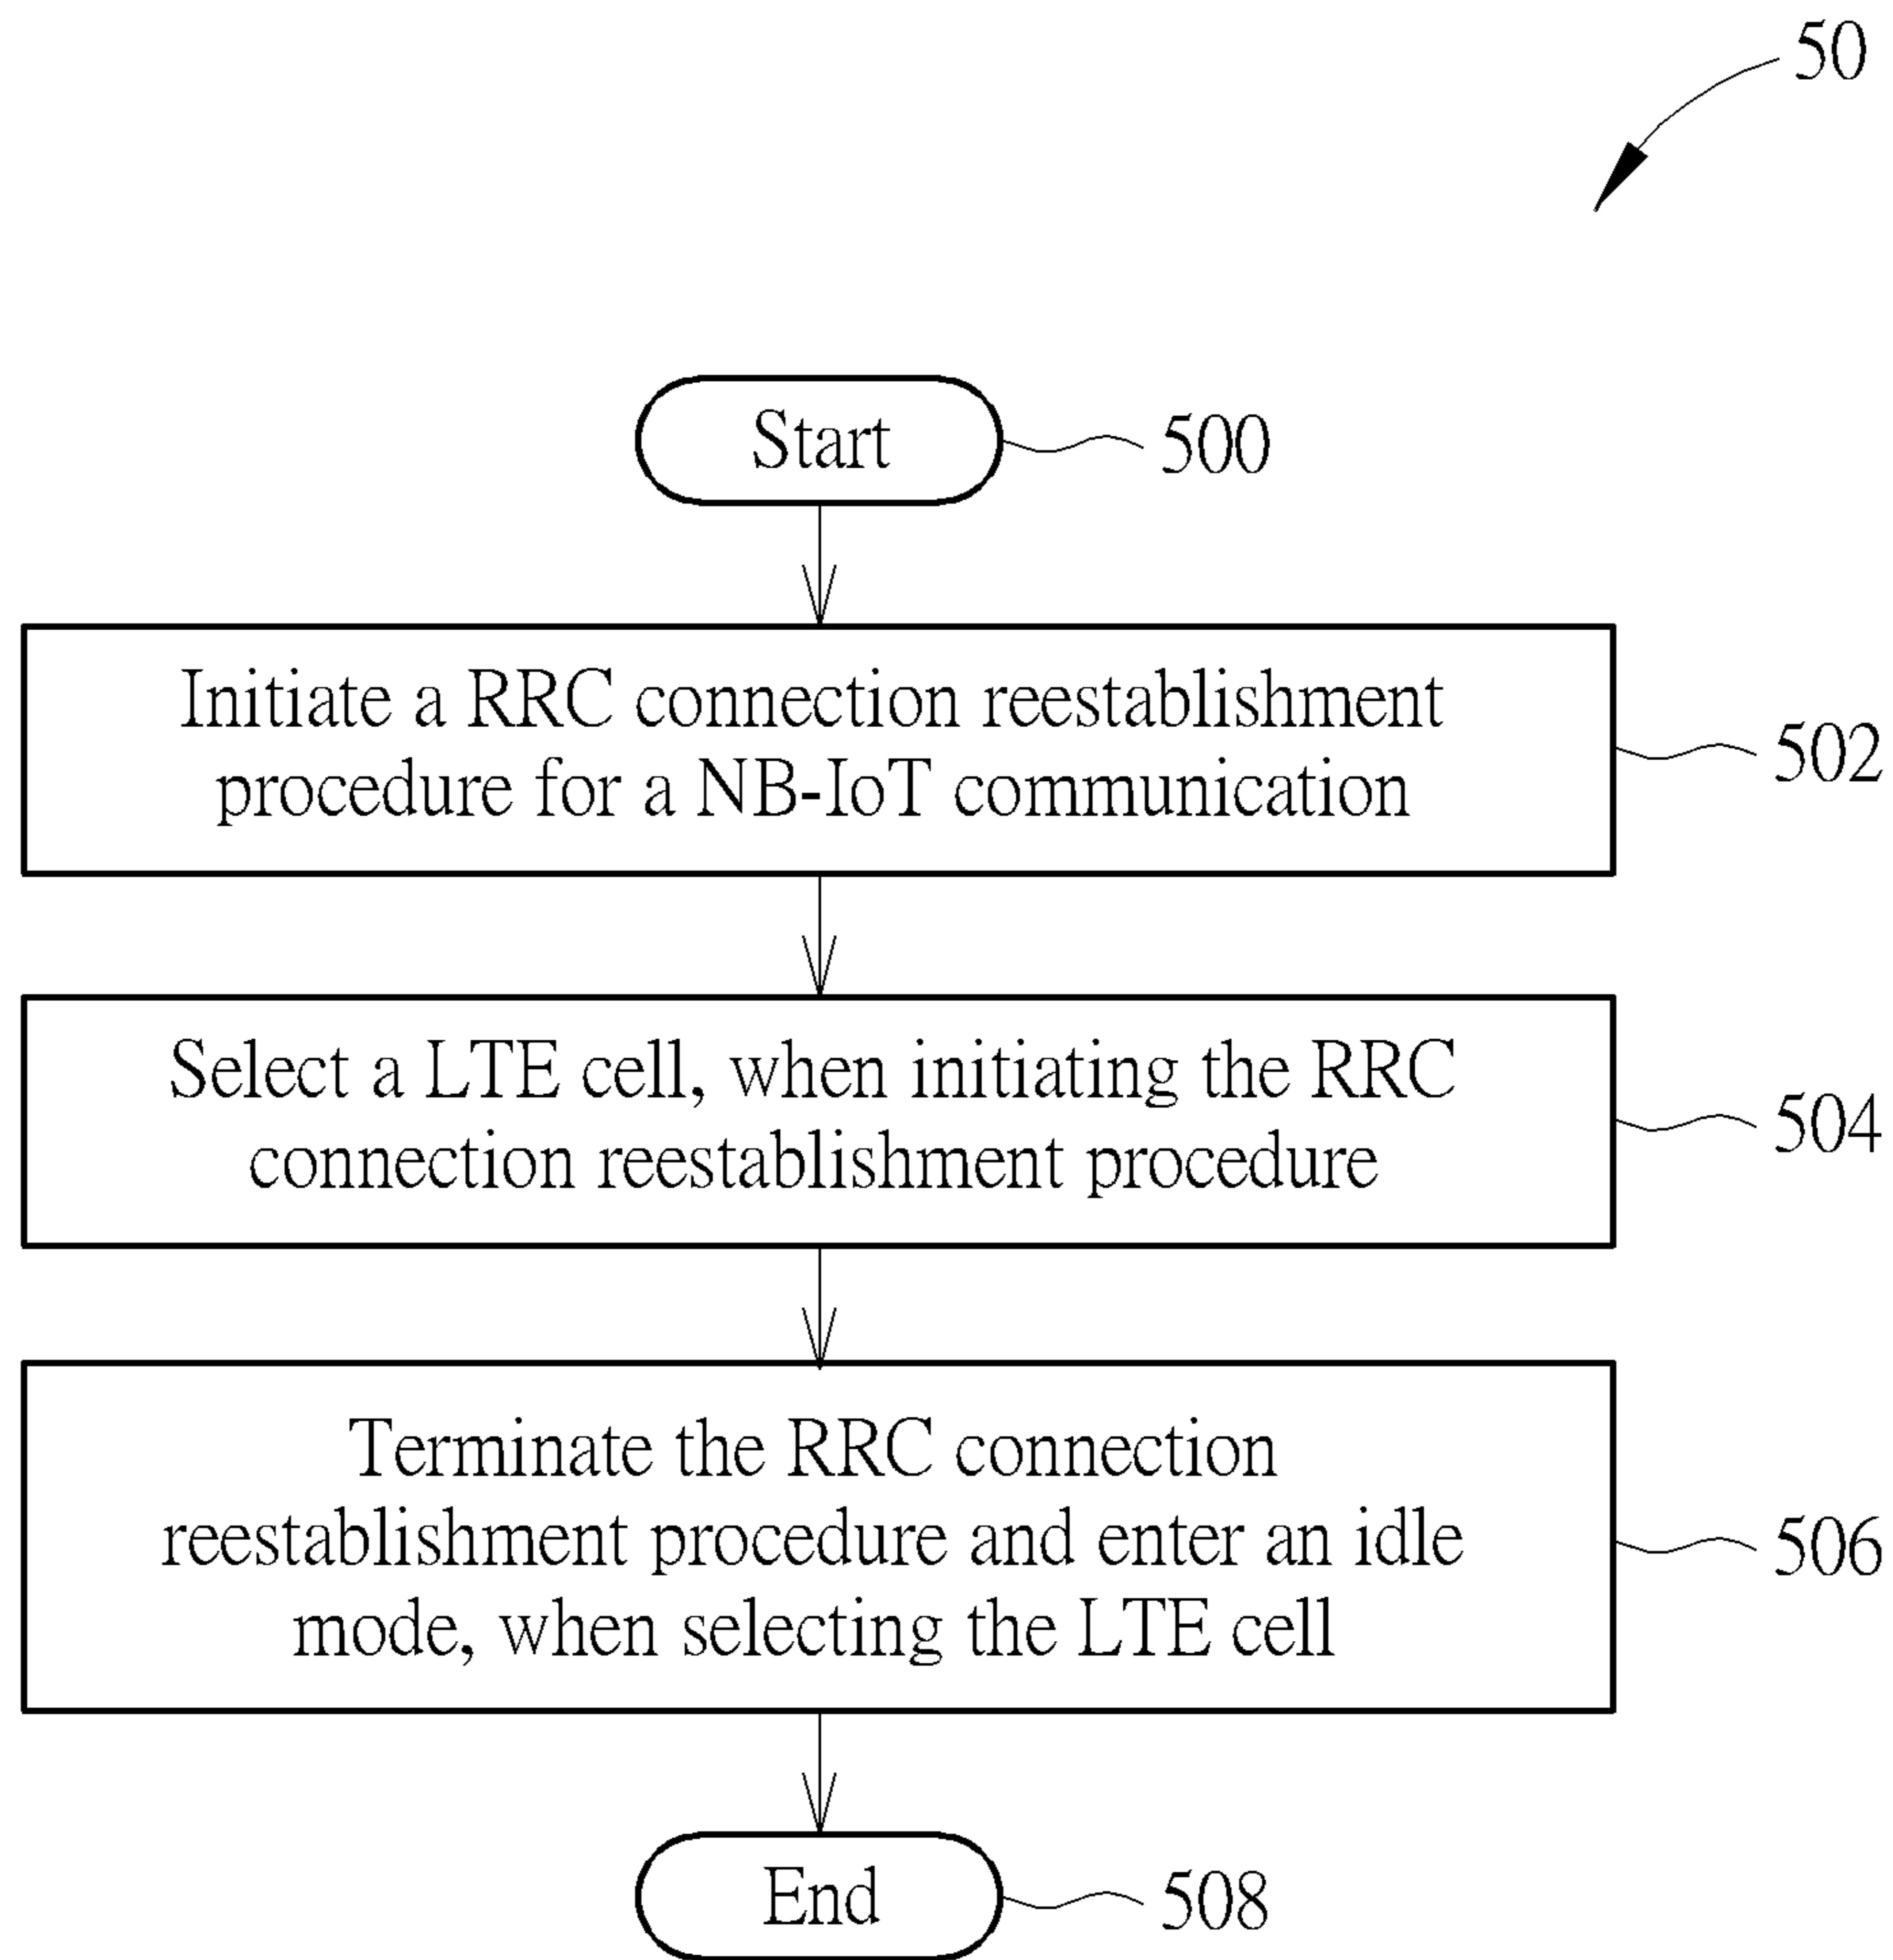 50
Start
500
Initiate a RRC connection reestablishment
procedure for a NB-IoT communication
502
Select a LTE cell, when initiating the RRC
connection reestablishment procedure
504
Terminate the RRC connection
reestablishment procedure and enter an idle
mode, when selecting the LTE cell
506
End
508